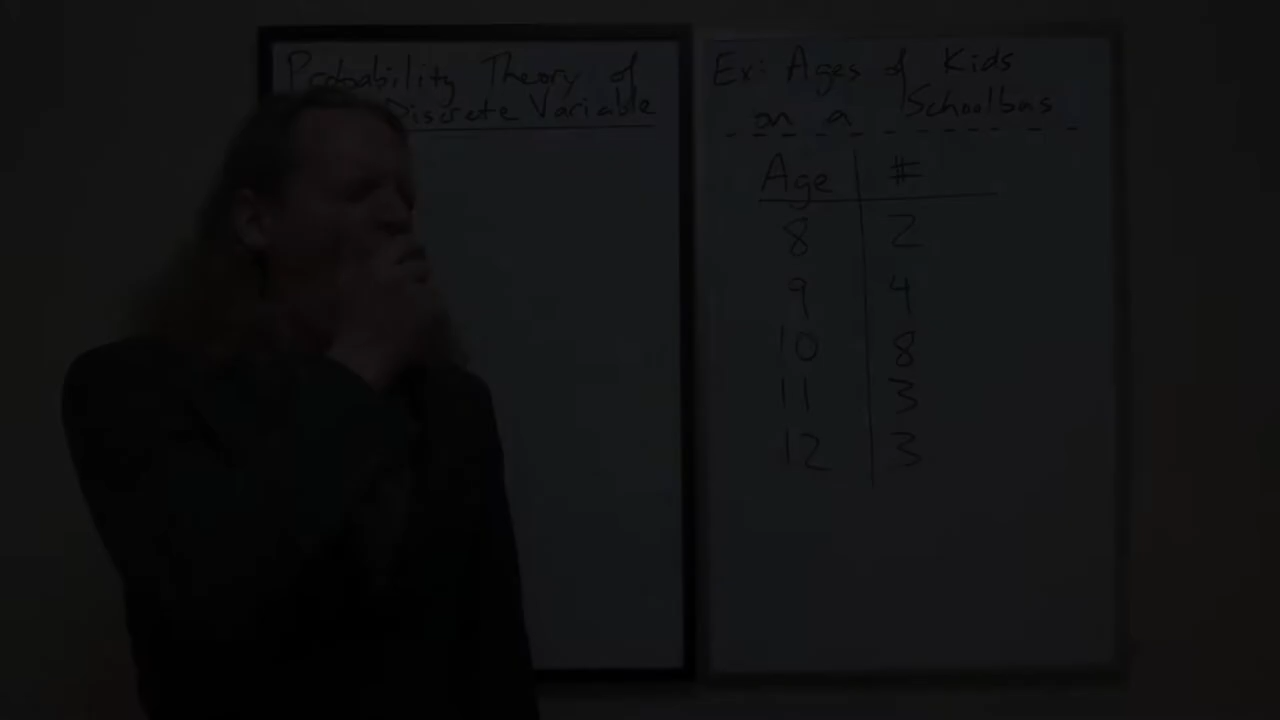 Probability Theory of
Discrete Variable
Ex: Ages of Kids
on a Schoolbus
Age #
8 2
9 4
10 8
11 3
12 3